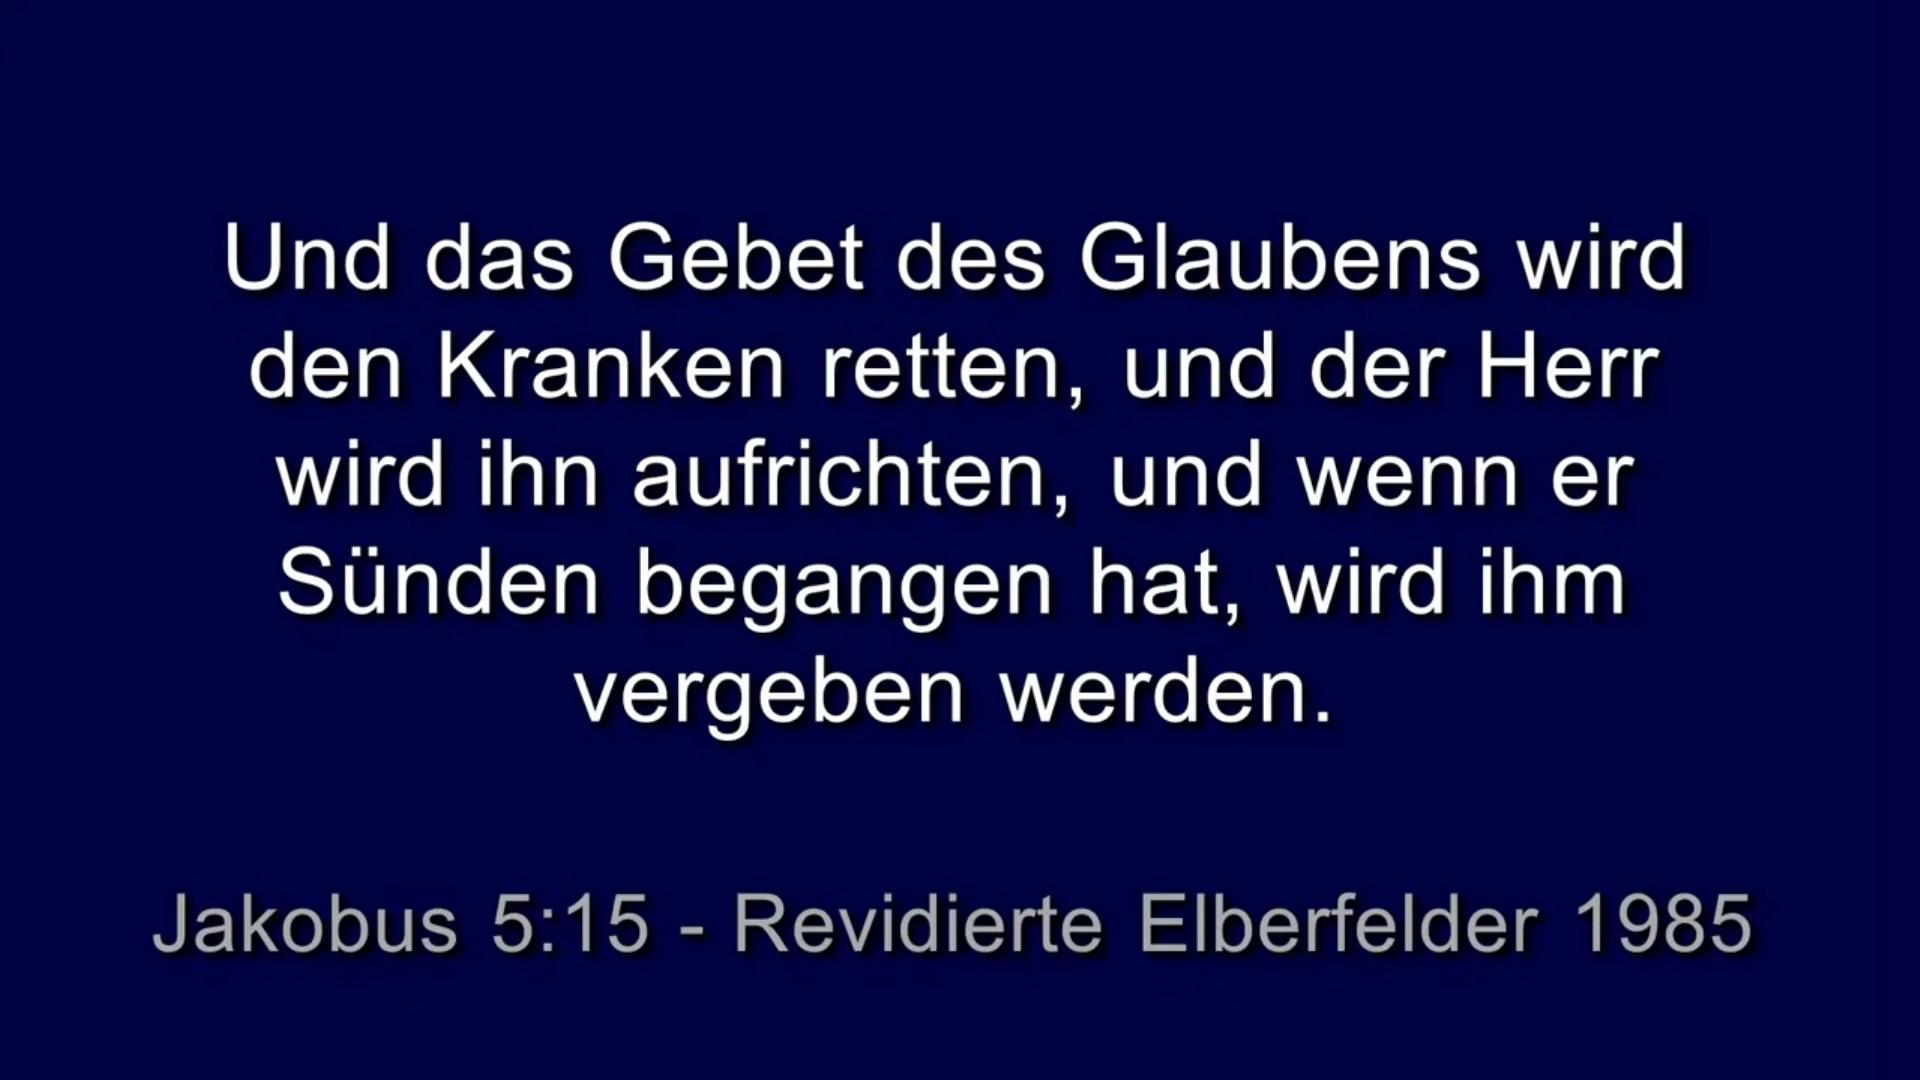 Und das Gebet des Glaubens wird
den Kranken retten, und der Herr
wird ihn aufrichten, und wenn er
Sünden begangen hat, wird ihm
vergeben werden.
Jakobus 5:15 - Revidierte Elberfelder 1985